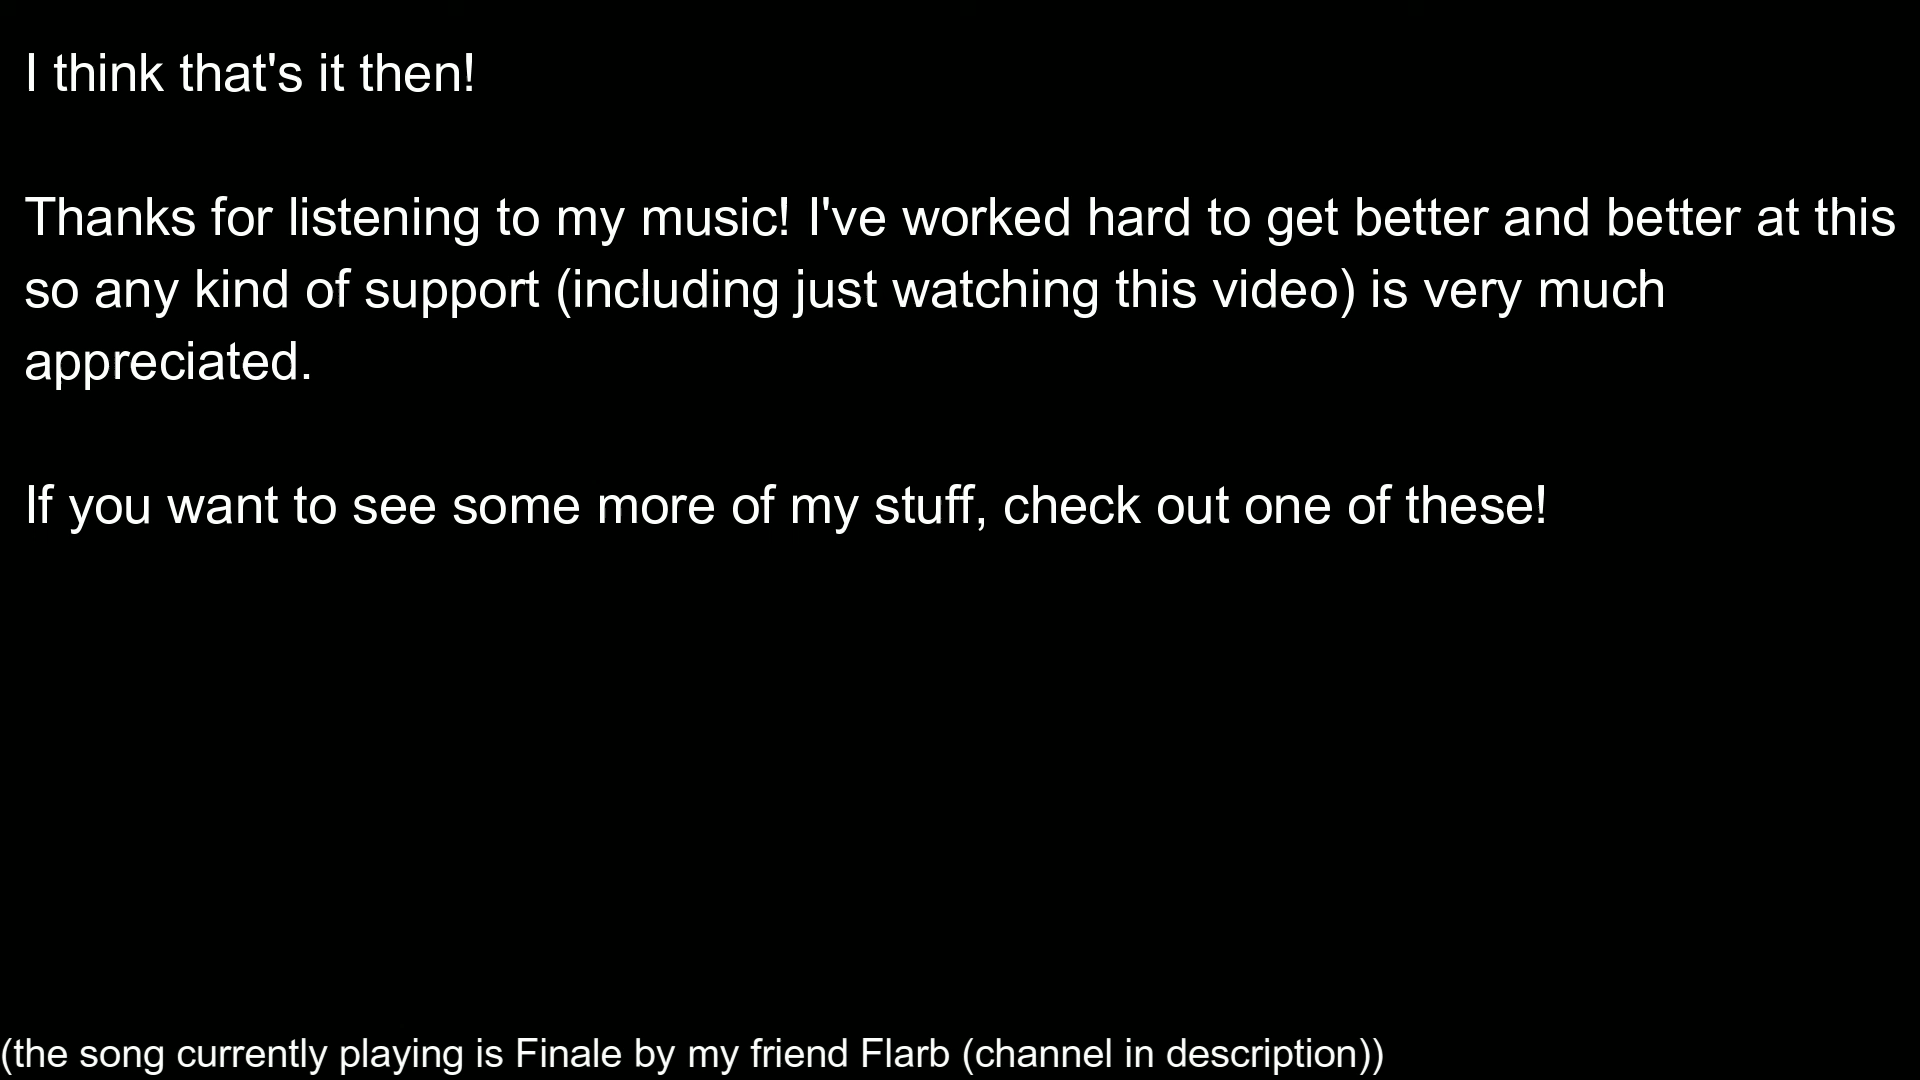 I think that's it then!
Thanks for listening to my music! I've worked hard to get better and better at this
so any kind of support (including just watching this video) is very much
appreciated.
If you want to see some more of my stuff, check out one of these!
(the song currently playing is Finale by my friend Flarb (channel in description))